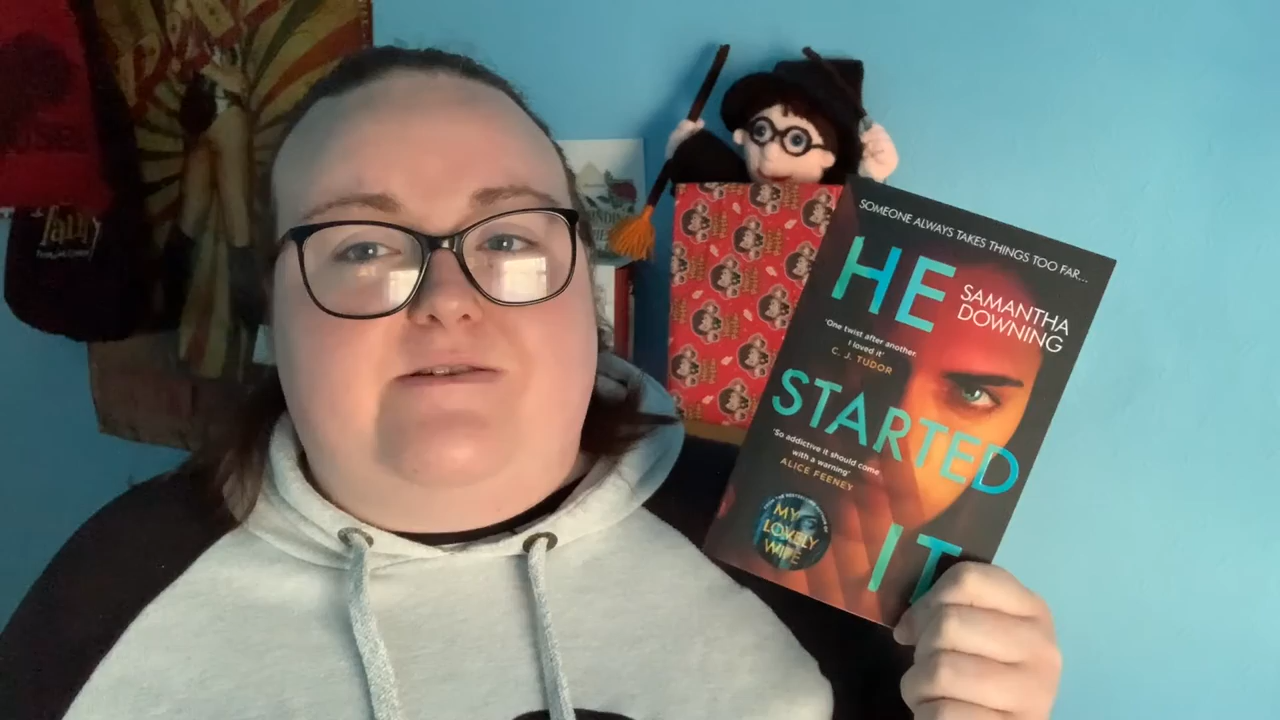 SOMEONE ALWAYS TAKES THINGS TOO FAR...
HE
SAMANTHA
DOWNING
'One twist after another.
I loved it'
C. J. TUDOR
STARTED
'So addictive it should come
with a warning'
ALICE FEENEY
MY
LOVELY
WIFE
IT